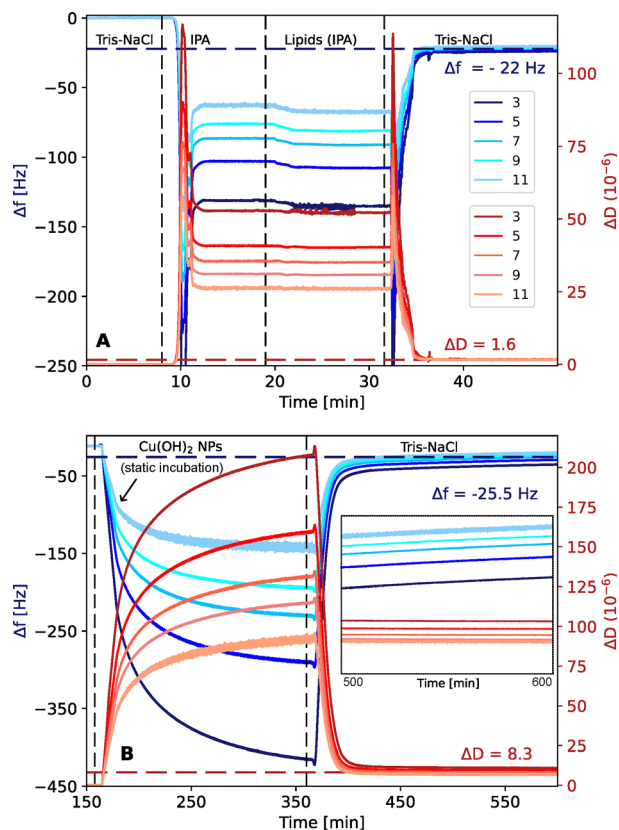 Tris-NaCl IPA Lipids (IPA) Tris-NaCl
Δf = - 22 Hz
3
5
7
9
11
3
5
7
9
11
ΔD = 1.6
A
0
−50
−100
−150
−200
−250
Δf [Hz]
100
75
50
25
0
ΔD (10⁻⁶)
0 10 20 30 40
Time [min]
Cu(OH)₂ NPs Tris-NaCl
(static incubation)
Δf = -25.5 Hz
500 600
Time [min]
ΔD = 8.3
B
−50
−150
−250
−350
−450
Δf [Hz]
200
175
150
125
100
75
50
25
0
ΔD (10⁻⁶)
150 250 350 450 550
Time [min]